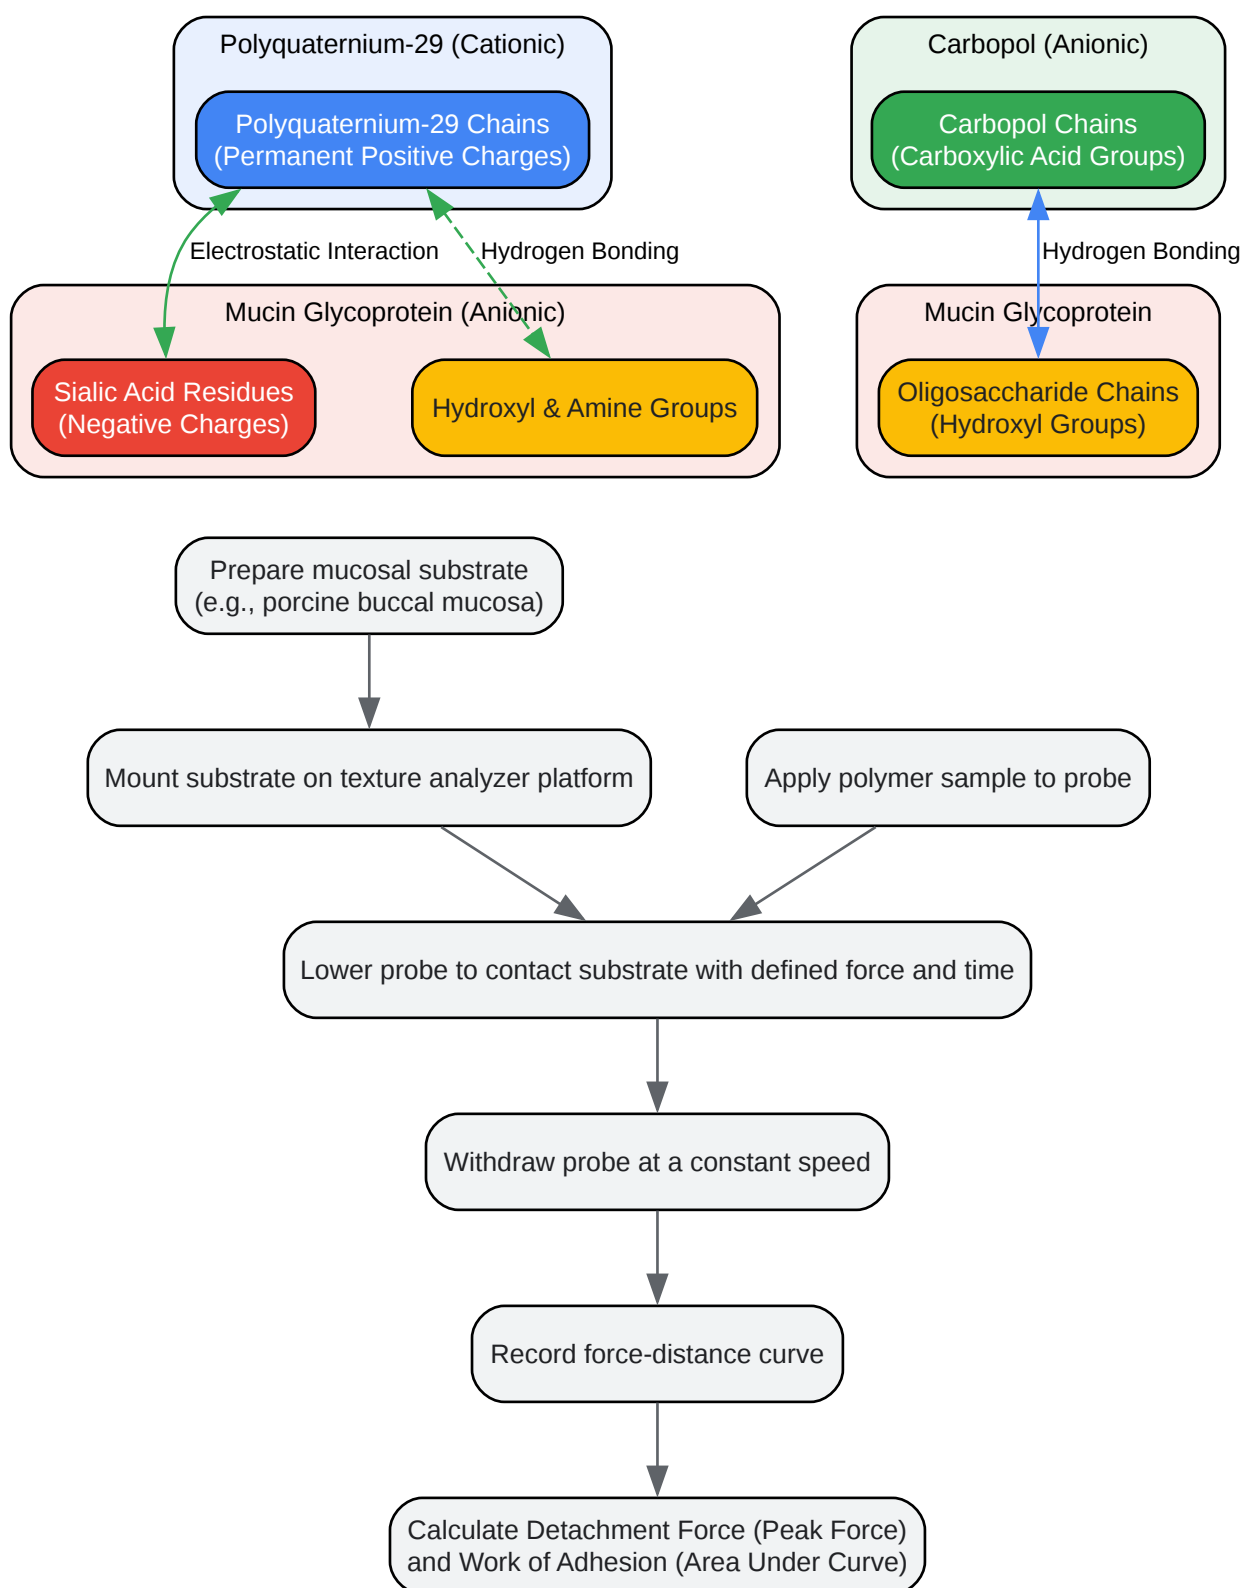 Polyquaternium-29 (Cationic)
Polyquaternium-29 Chains
(Permanent Positive Charges)
Carbopol (Anionic)
Carbopol Chains
(Carboxylic Acid Groups)
Electrostatic Interaction
Hydrogen Bonding
Hydrogen Bonding
Mucin Glycoprotein (Anionic)
Sialic Acid Residues
(Negative Charges)
Hydroxyl & Amine Groups
Mucin Glycoprotein
Oligosaccharide Chains
(Hydroxyl Groups)
Prepare mucosal substrate
(e.g., porcine buccal mucosa)
Mount substrate on texture analyzer platform
Apply polymer sample to probe
Lower probe to contact substrate with defined force and time
Withdraw probe at a constant speed
Record force-distance curve
Calculate Detachment Force (Peak Force)
and Work of Adhesion (Area Under Curve)